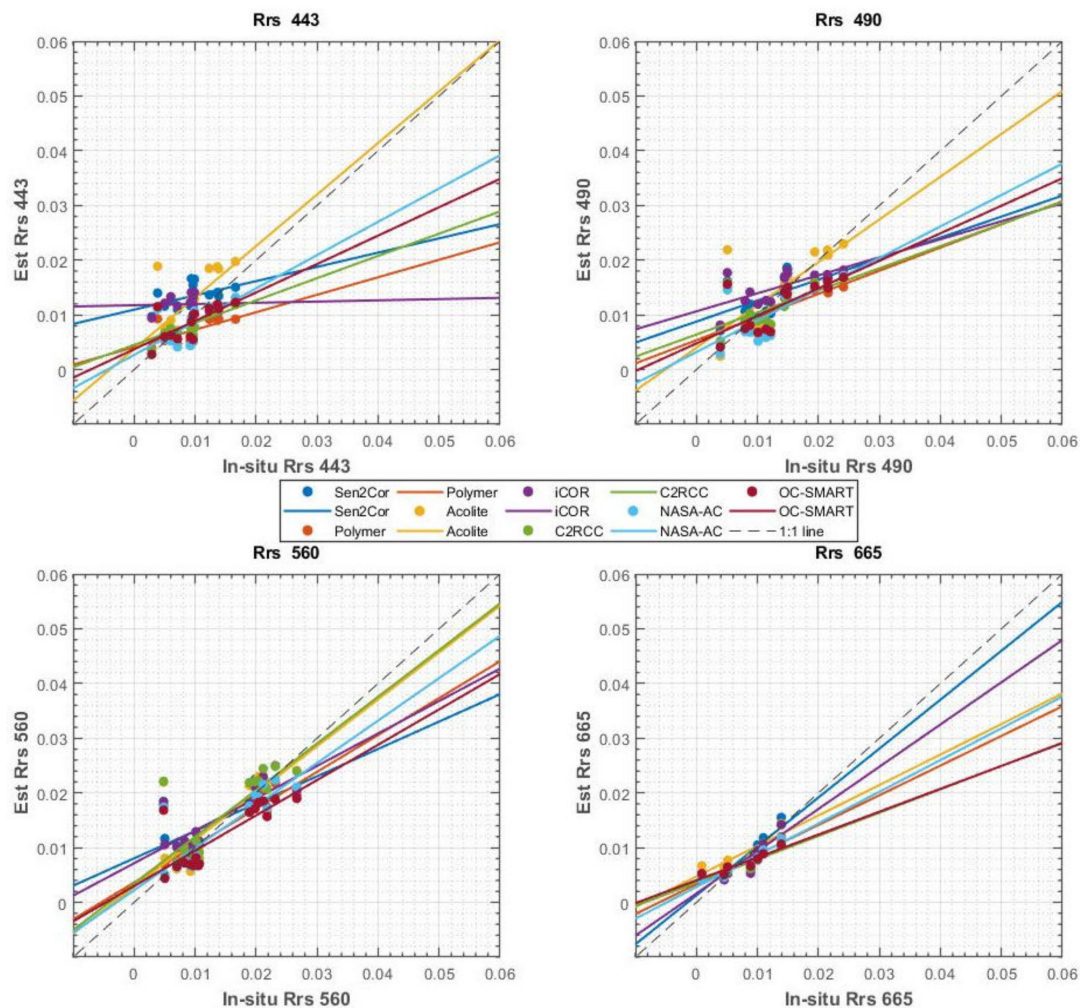 Rrs 443
0.06
0.05
0.04
0.03
0.02
0.01
0
Est Rrs 443
0 0.01 0.02 0.03 0.04 0.05 0.06
In-situ Rrs 443
Rrs 490
0.06
0.05
0.04
0.03
0.02
0.01
0
Est Rrs 490
0 0.01 0.02 0.03 0.04 0.05 0.06
In-situ Rrs 490
Sen2Cor Polymer iCOR C2RCC OC-SMART
Sen2Cor Acolite iCOR NASA-AC OC-SMART
Polymer Acolite C2RCC NASA-AC 1:1 line
Rrs 560
0.06
0.05
0.04
0.03
0.02
0.01
0
Est Rrs 560
0 0.01 0.02 0.03 0.04 0.05 0.06
In-situ Rrs 560
Rrs 665
0.06
0.05
0.04
0.03
0.02
0.01
0
Est Rrs 665
0 0.01 0.02 0.03 0.04 0.05 0.06
In-situ Rrs 665